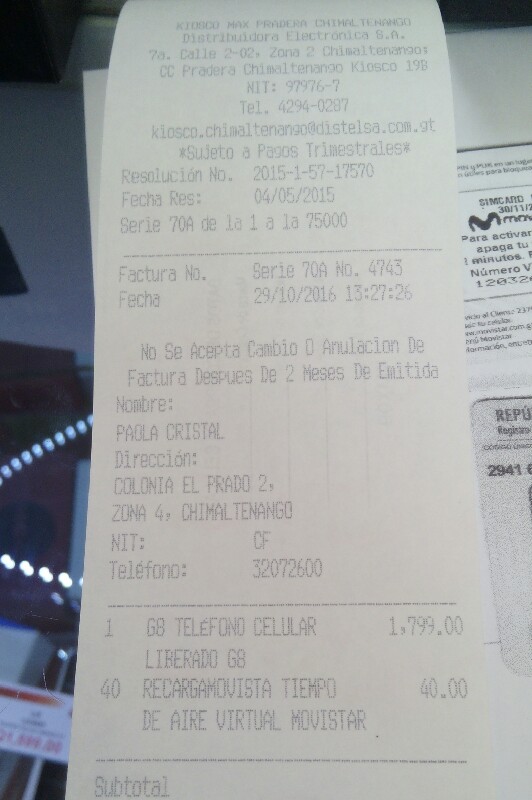 KIOSCO MAX PRADERA CHIMALTENANGO
Distribuidora Electrónica S.A.
7a. Calle 2-02, Zona 2 Chimaltenango:
CC Pradera Chimaltenango Kiosco 19B
NIT: 97976-7
Tel. 4294-0287
kiosco.chimaltenango@distelsa.com.gt
*Sujeto a Pagos Trimestrales*
Resolución No. 2015-1-57-17570
Fecha Res: 04/05/2015
Serie 70A de la 1 a la 75000
Factura No. Serie 70A No. 4743
Fecha 29/10/2016 13:27:26
No Se Acepta Cambio O Anulacion De
Factura Despues De 2 Meses De Emitida
Nombre:
PAOLA CRISTAL
Dirección:
COLONIA EL PRADO 2,
ZONA 4, CHIMALTENANGO
NIT: CF
Teléfono: 32072600
1 G8 TELÉFONO CELULAR 1,799.00
LIBERADO G8
40 RECARGAMOVISTA TIEMPO 40.00
DE AIRE VIRTUAL MOVISTAR
Subtotal
SIMCARD
30/11/2
mov
Para activar
apaga tu
minutos.
Número V
12032
REPÚ
Registro
2941 6